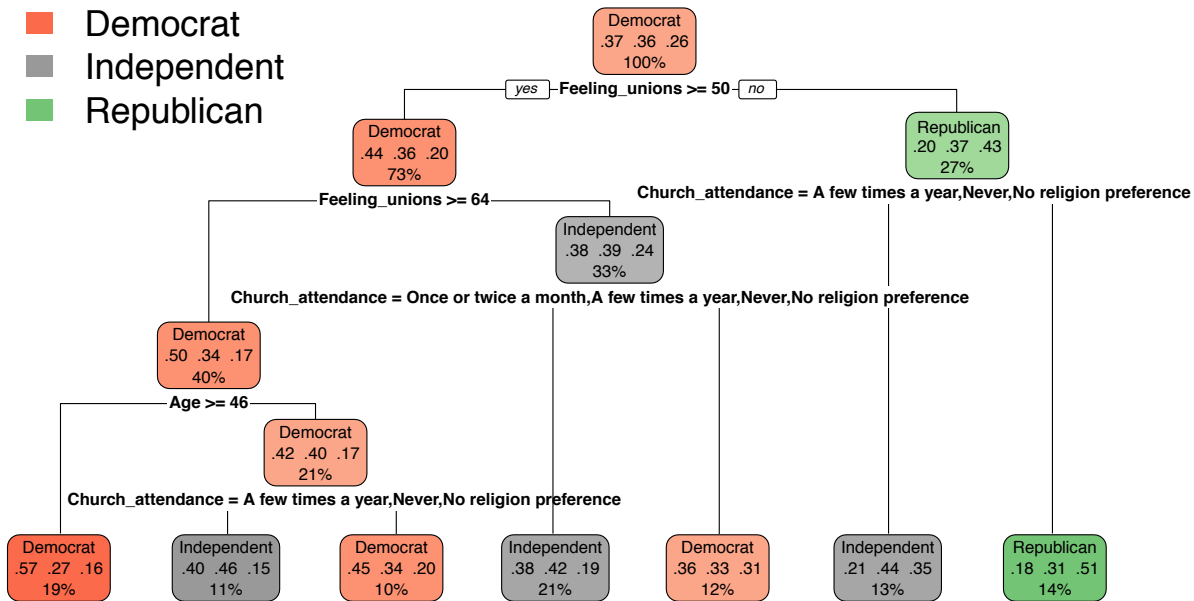 Democrat
Independent
Republican
Democrat
.37 .36 .26
100%
yes Feeling_unions >= 50 no
Democrat
.44 .36 .20
73%
Republican
.20 .37 .43
27%
Feeling_unions >= 64
Church_attendance = A few times a year,Never,No religion preference
Independent
.38 .39 .24
33%
Church_attendance = Once or twice a month,A few times a year,Never,No religion preference
Democrat
.50 .34 .17
40%
Age >= 46
Democrat
.42 .40 .17
21%
Church_attendance = A few times a year,Never,No religion preference
Democrat
.57 .27 .16
19%
Independent
.40 .46 .15
11%
Democrat
.45 .34 .20
10%
Independent
.38 .42 .19
21%
Democrat
.36 .33 .31
12%
Independent
.21 .44 .35
13%
Republican
.18 .31 .51
14%